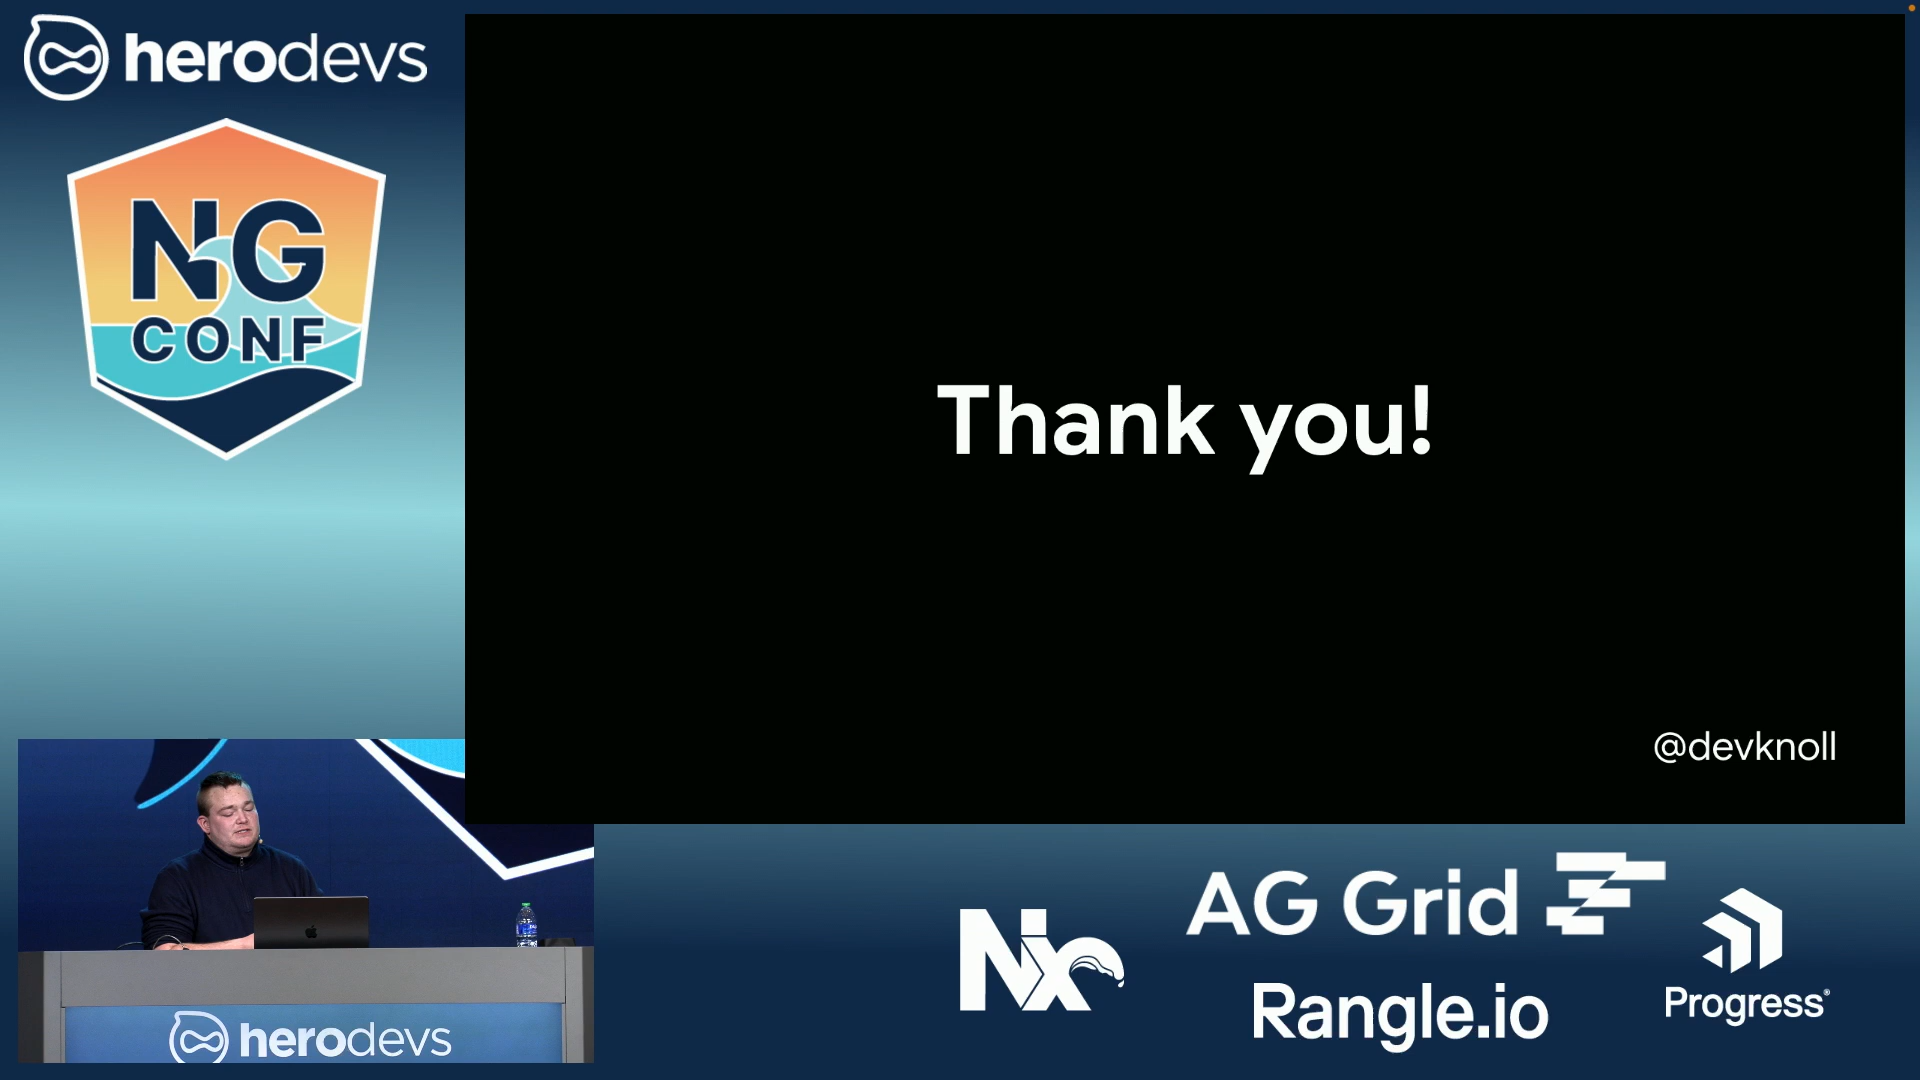 herodevs
NG
CONF
Thank you!
@devknoll
herodevs
Nx
AG Grid
Rangle.io
Progress®